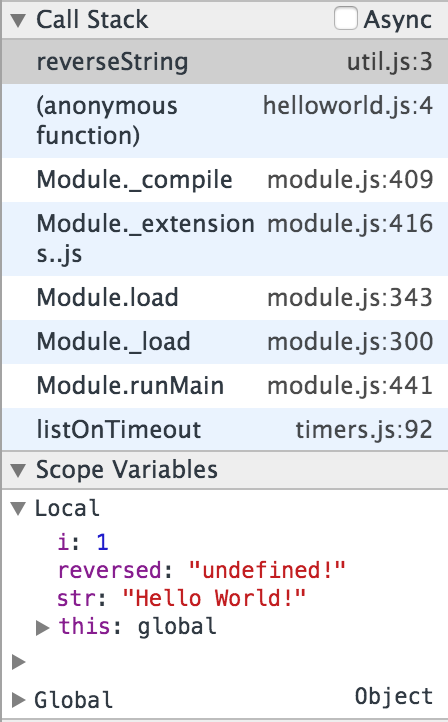 Call Stack Async
reverseString util.js:3
(anonymous helloworld.js:4
function)
Module._compile module.js:409
Module._extension module.js:416
s..js
Module.load module.js:343
Module._load module.js:300
Module.runMain module.js:441
listOnTimeout timers.js:92
Scope Variables
Local
i: 1
reversed: "undefined!"
str: "Hello World!"
this: global
Global Object